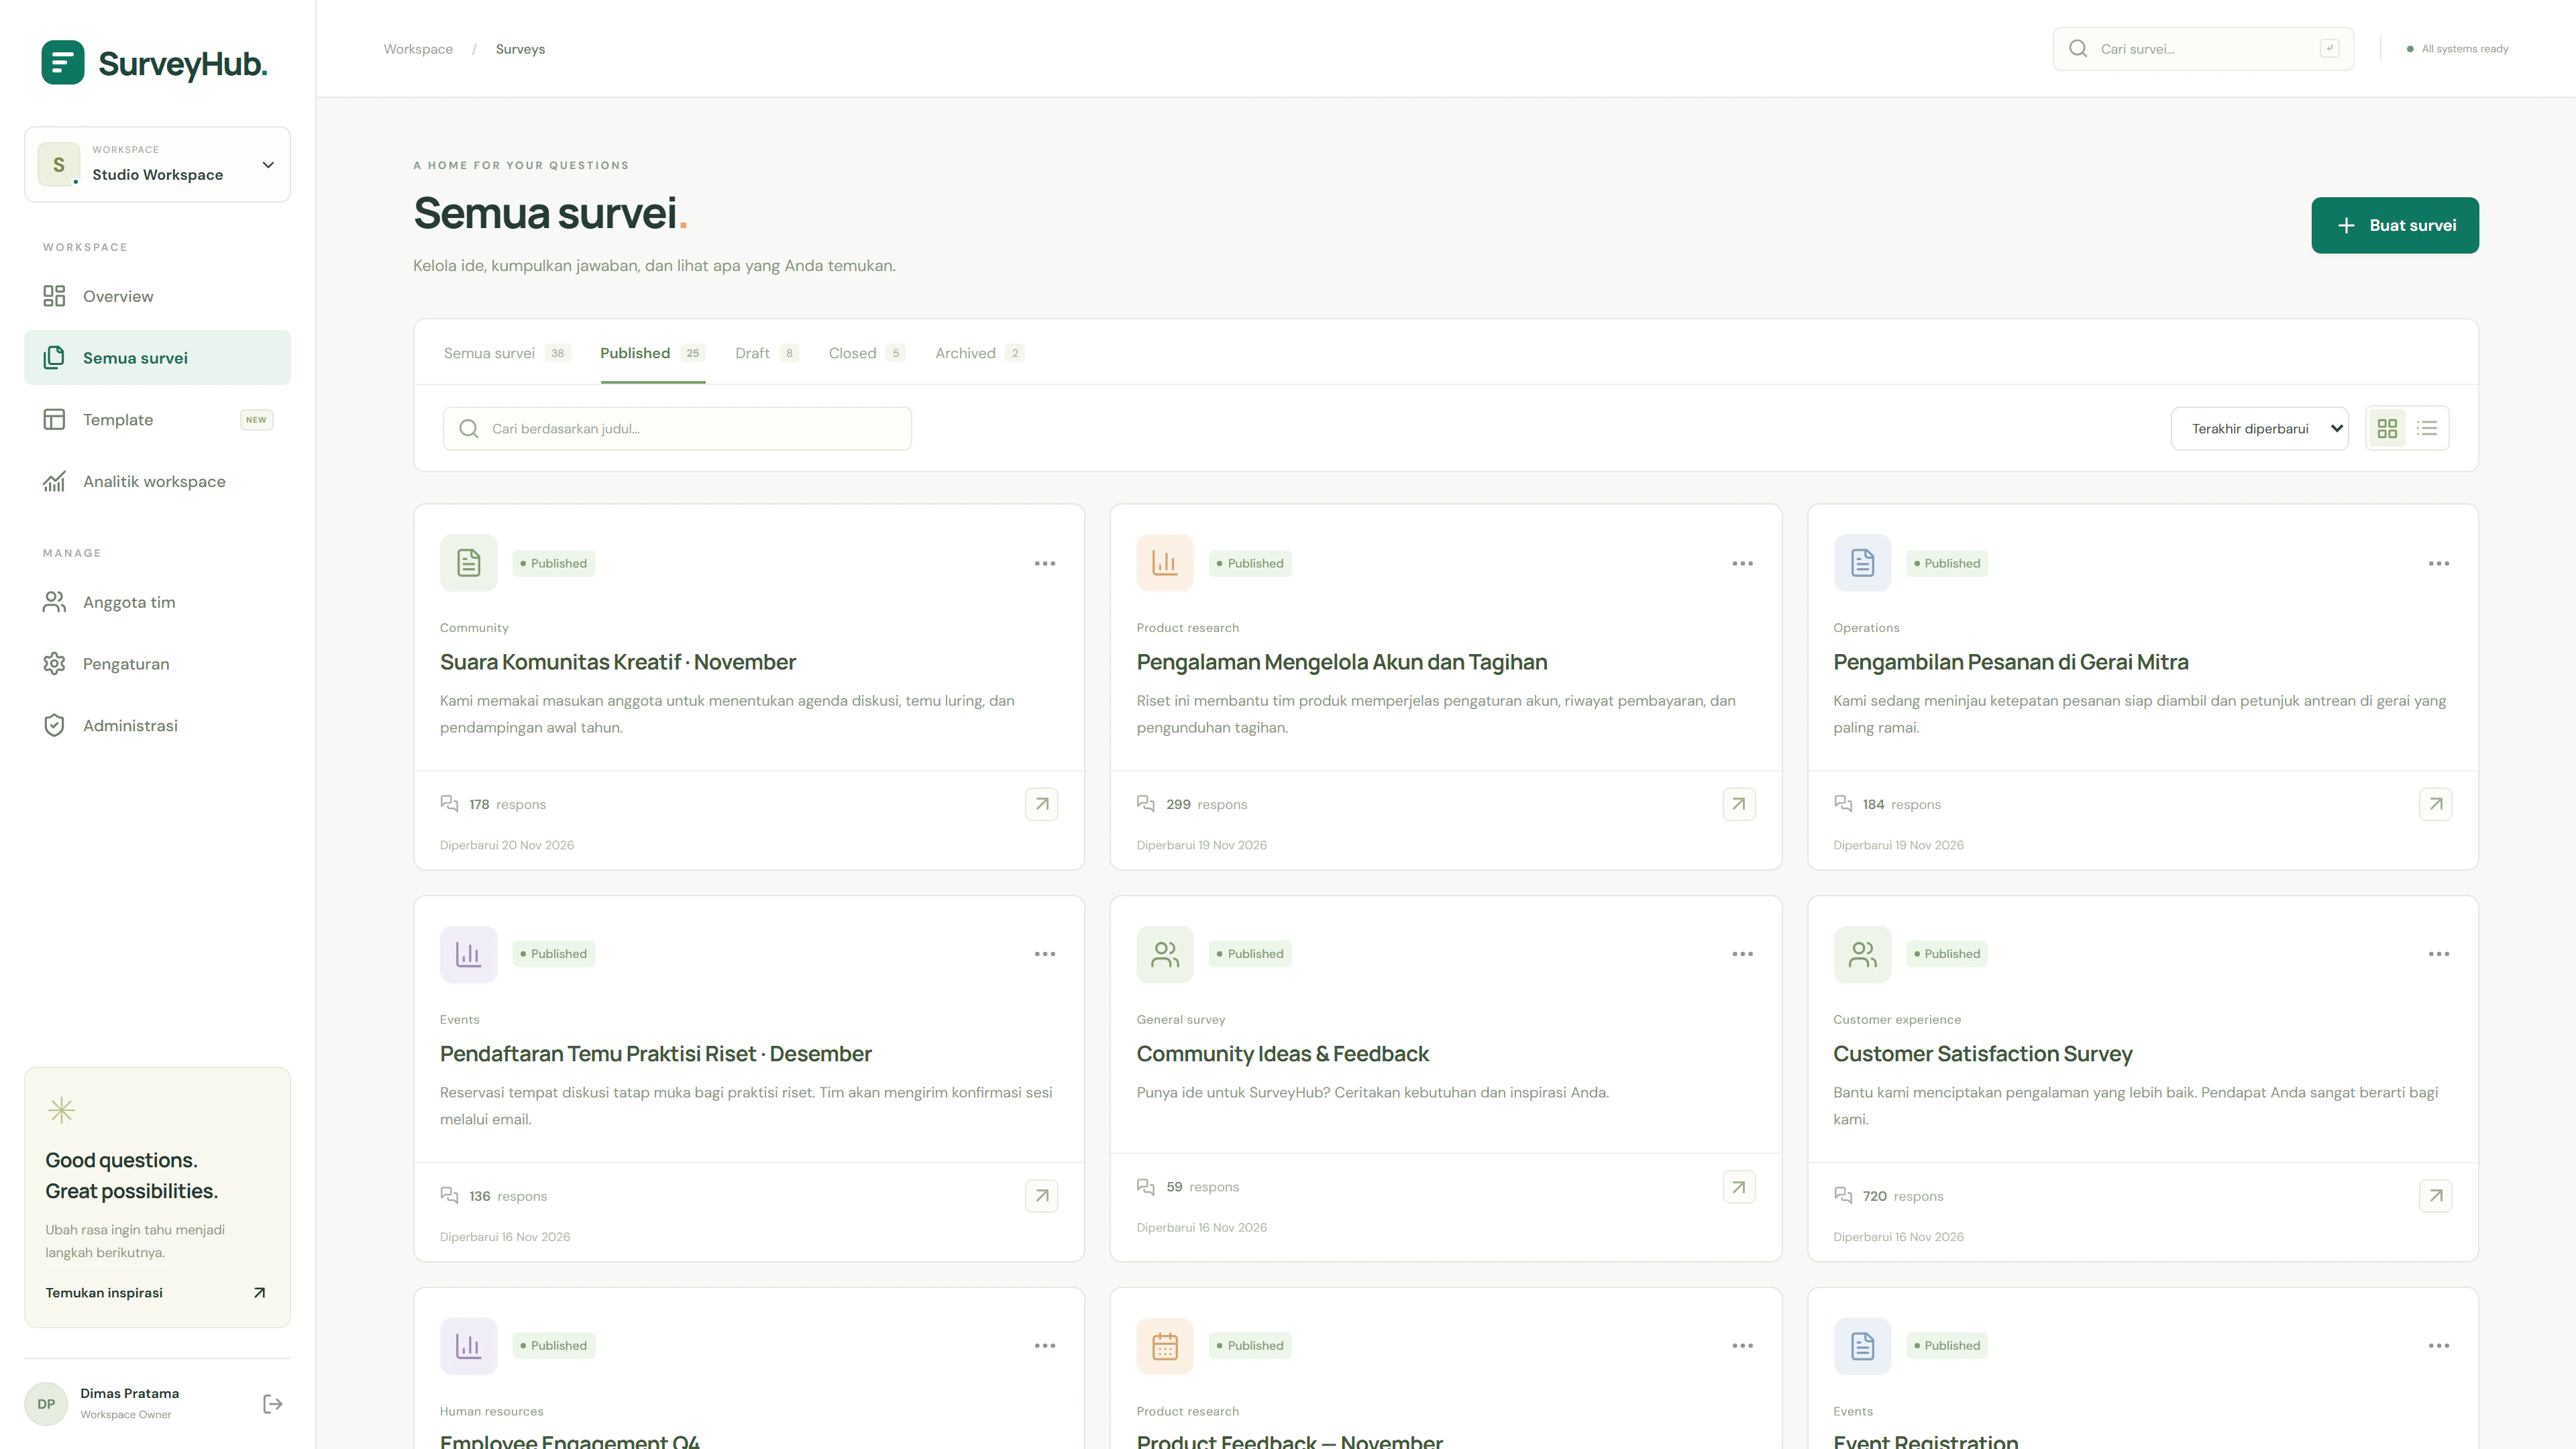 SurveyHub.
WORKSPACE
S
Studio Workspace
WORKSPACE
Overview
Semua survei
Template NEW
Analitik workspace
MANAGE
Anggota tim
Pengaturan
Administrasi
Good questions.
Great possibilities.
Ubah rasa ingin tahu menjadi
langkah berikutnya.
Temukan inspirasi
DP
Dimas Pratama
Workspace Owner
Workspace / Surveys
Cari survei...
All systems ready
A HOME FOR YOUR QUESTIONS
Semua survei.
Kelola ide, kumpulkan jawaban, dan lihat apa yang Anda temukan.
Buat survei
Semua survei 38 Published 25 Draft 8 Closed 5 Archived 2
Cari berdasarkan judul...
Terakhir diperbarui
Published
Community
Suara Komunitas Kreatif · November
Kami memakai masukan anggota untuk menentukan agenda diskusi, temu luring, dan
pendampingan awal tahun.
178 respons
Diperbarui 20 Nov 2026
Published
Product research
Pengalaman Mengelola Akun dan Tagihan
Riset ini membantu tim produk memperjelas pengaturan akun, riwayat pembayaran, dan
pengunduhan tagihan.
299 respons
Diperbarui 19 Nov 2026
Published
Operations
Pengambilan Pesanan di Gerai Mitra
Kami sedang meninjau ketepatan pesanan siap diambil dan petunjuk antrean di gerai yang
paling ramai.
184 respons
Diperbarui 19 Nov 2026
Published
Events
Pendaftaran Temu Praktisi Riset · Desember
Reservasi tempat diskusi tatap muka bagi praktisi riset. Tim akan mengirim konfirmasi sesi
melalui email.
136 respons
Diperbarui 16 Nov 2026
Published
General survey
Community Ideas & Feedback
Punya ide untuk SurveyHub? Ceritakan kebutuhan dan inspirasi Anda.
59 respons
Diperbarui 16 Nov 2026
Published
Customer experience
Customer Satisfaction Survey
Bantu kami menciptakan pengalaman yang lebih baik. Pendapat Anda sangat berarti bagi
kami.
720 respons
Diperbarui 16 Nov 2026
Published
Human resources
Employee Engagement Q4
Published
Product research
Product Feedback — November
Published
Events
Event Registration